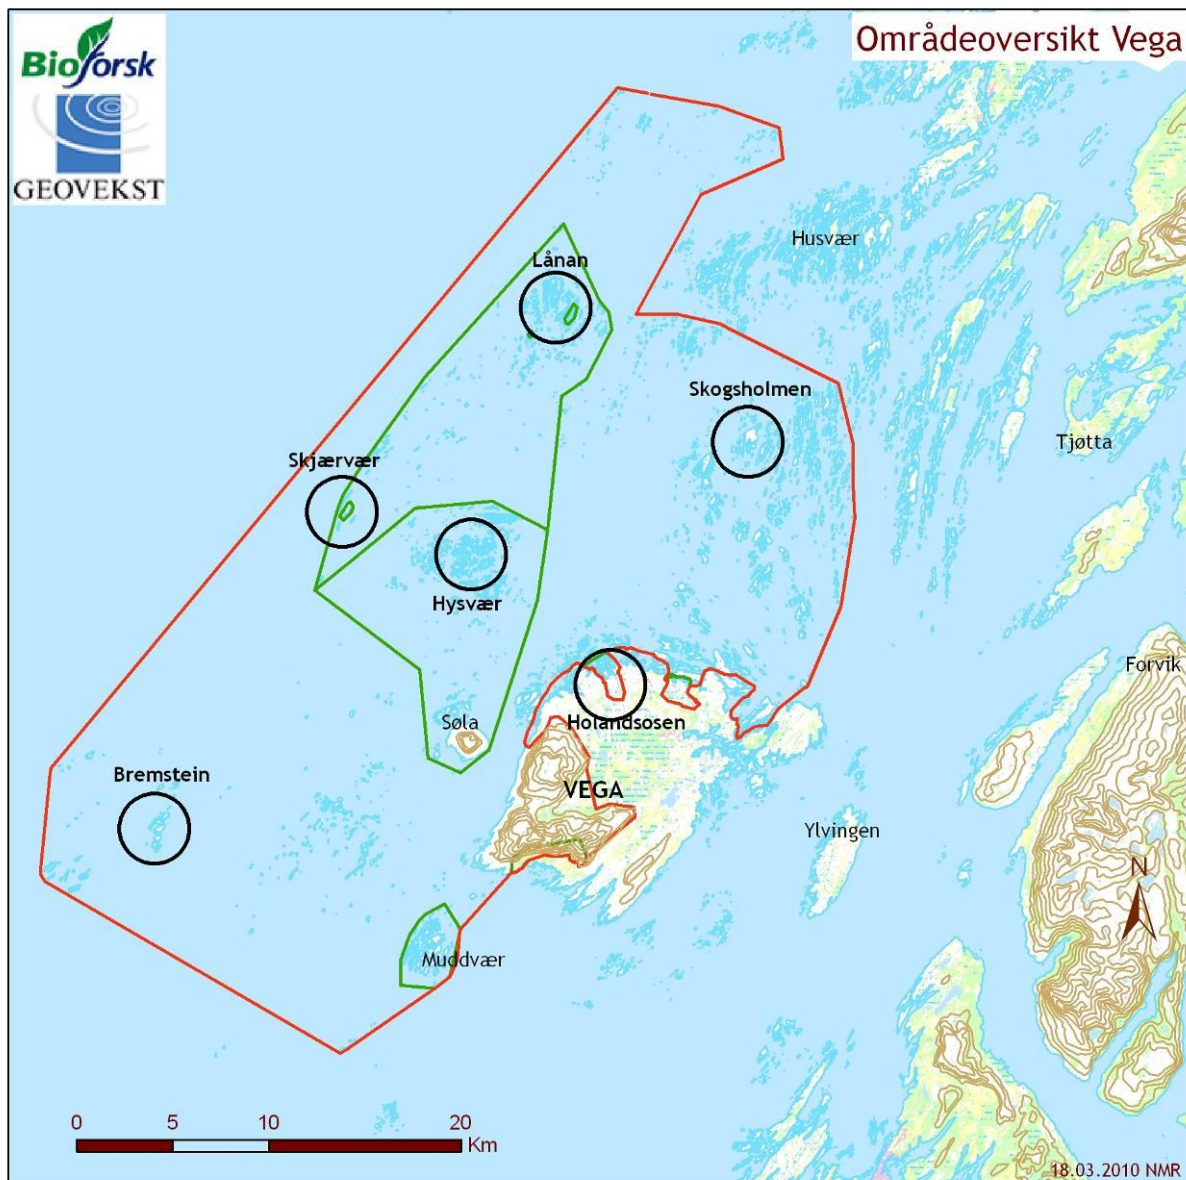 Bioforsk
GEOVEKST
Områdeoversikt Vega
Husvær
Lånan
Skogsholmen
Tjøtta
Skjærvær
Hysvær
Forvik
Søla
Holandsosen
Bremstein
VEGA
Ylvingen
N
Muddvær
0 5 10 20
Km
18.03.2010 NMR